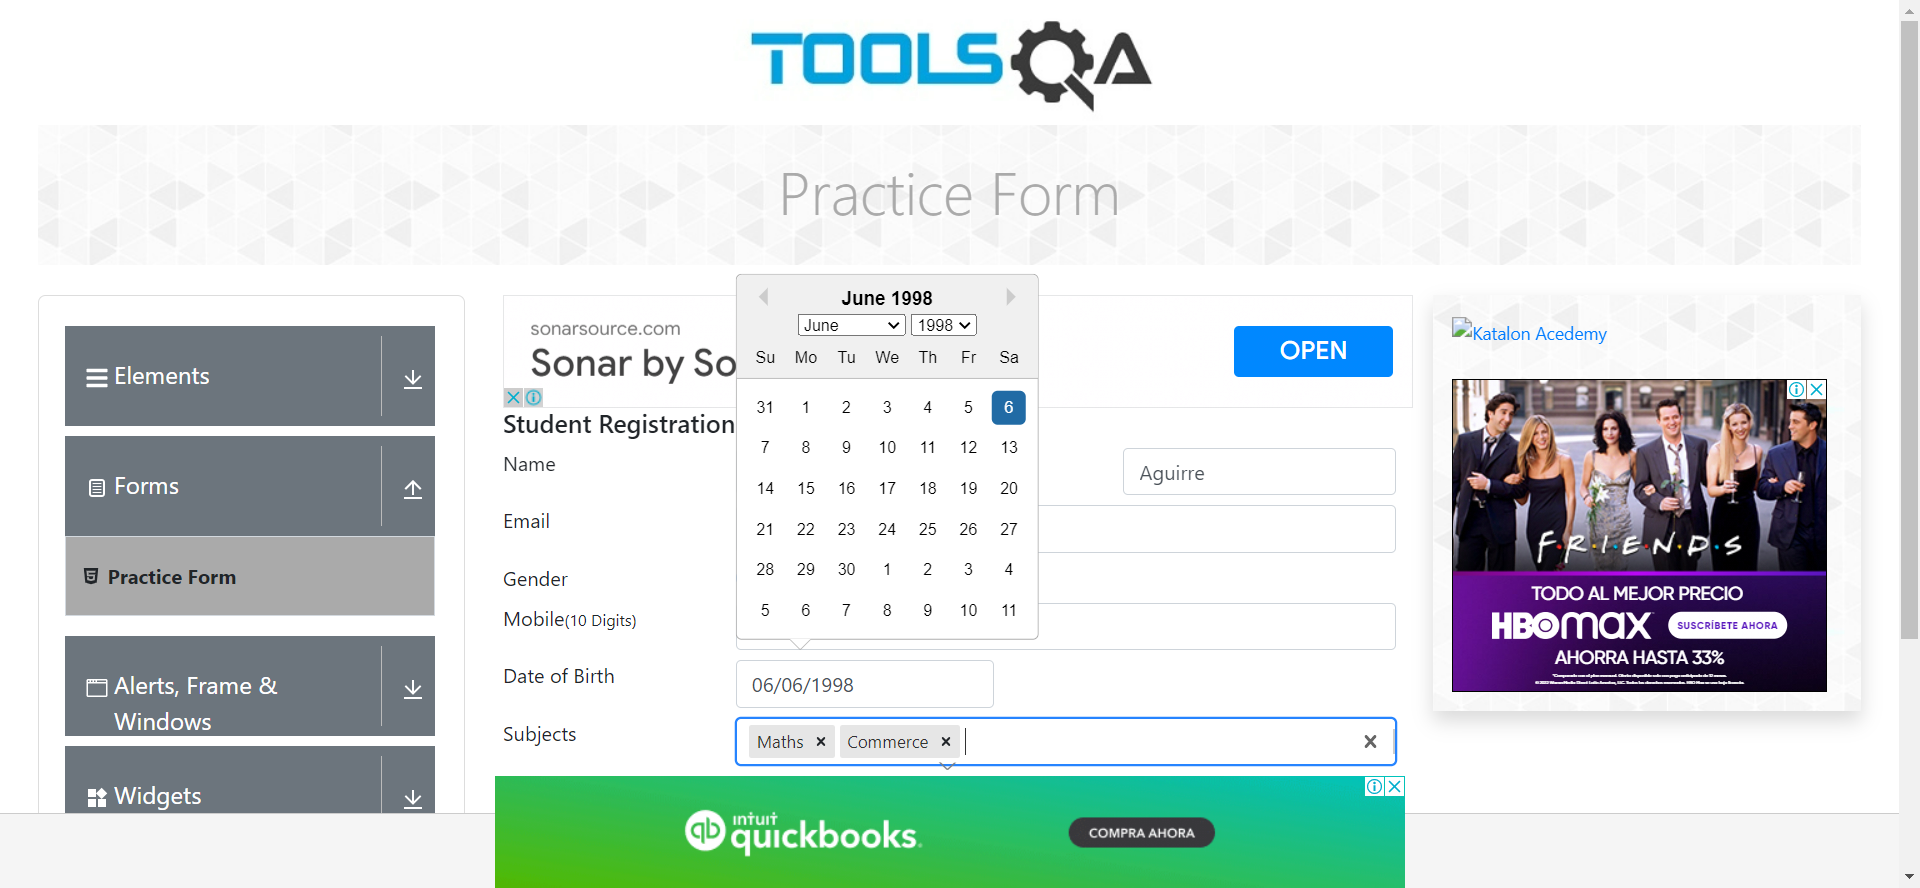 TOOLSQA
Practice Form
Elements
Forms
Practice Form
Alerts, Frame &
Windows
Widgets
sonarsource.com
Sonar by So
OPEN
June 1998
June 1998
Su Mo Tu We Th Fr Sa
31 1 2 3 4 5 6
7 8 9 10 11 12 13
14 15 16 17 18 19 20
21 22 23 24 25 26 27
28 29 30 1 2 3 4
5 6 7 8 9 10 11
Student Registration
Name
Aguirre
Email
Gender
Mobile(10 Digits)
Date of Birth
06/06/1998
Subjects
Maths
Commerce
Katalon Acedemy
F·R·I·E·N·D·S
TODO AL MEJOR PRECIO
HBOmax
SUSCRÍBETE AHORA
AHORRA HASTA 33%
qb
intuit
quickbooks.
COMPRA AHORA